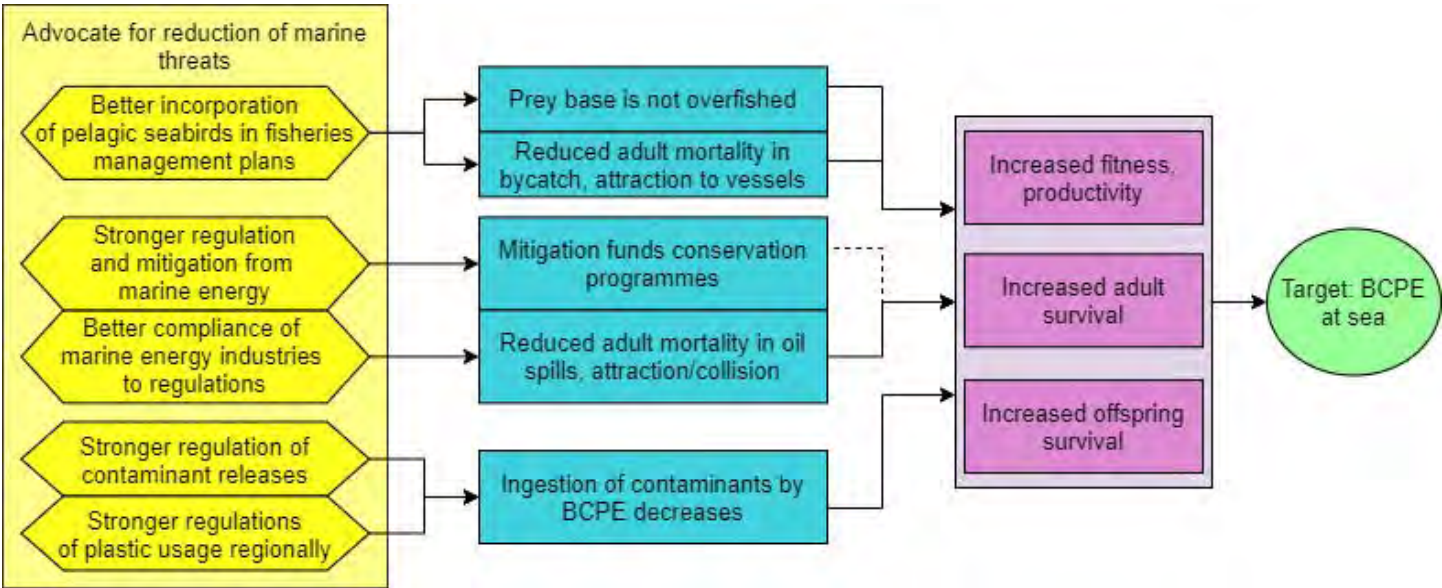 Advocate for reduction of marine
threats
Better incorporation
of pelagic seabirds in fisheries
management plans
Stronger regulation
and mitigation from
marine energy
Better compliance of
marine energy industries
to regulations
Stronger regulation of
contaminant releases
Stronger regulations
of plastic usage regionally
Prey base is not overfished
Reduced adult mortality in
bycatch, attraction to vessels
Mitigation funds conservation
programmes
Reduced adult mortality in oil
spills, attraction/collision
Ingestion of contaminants by
BCPE decreases
Increased fitness,
productivity
Increased adult
survival
Increased offspring
survival
Target: BCPE
at sea